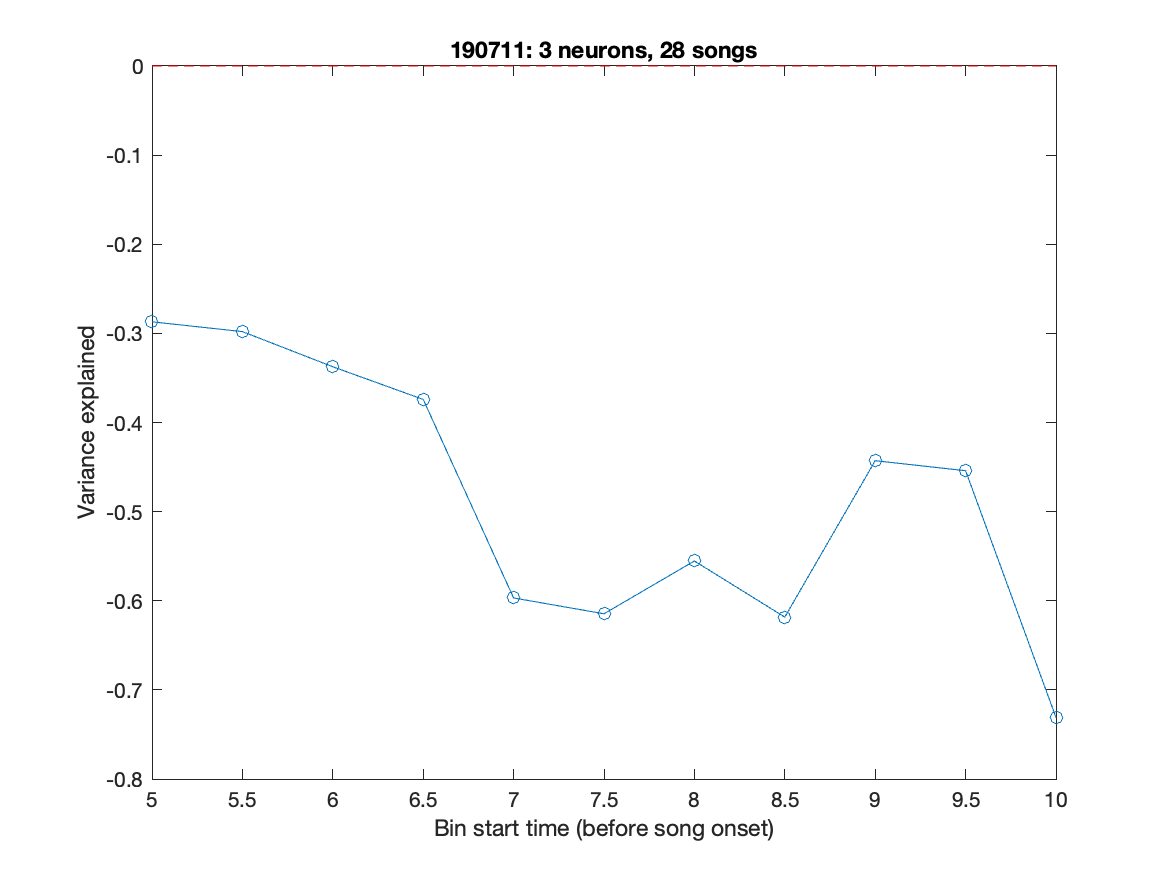 190711: 3 neurons, 28 songs
0
-0.1
-0.2
-0.3
-0.4
-0.5
-0.6
-0.7
-0.8
Variance explained
5 5.5 6 6.5 7 7.5 8 8.5 9 9.5 10
Bin start time (before song onset)